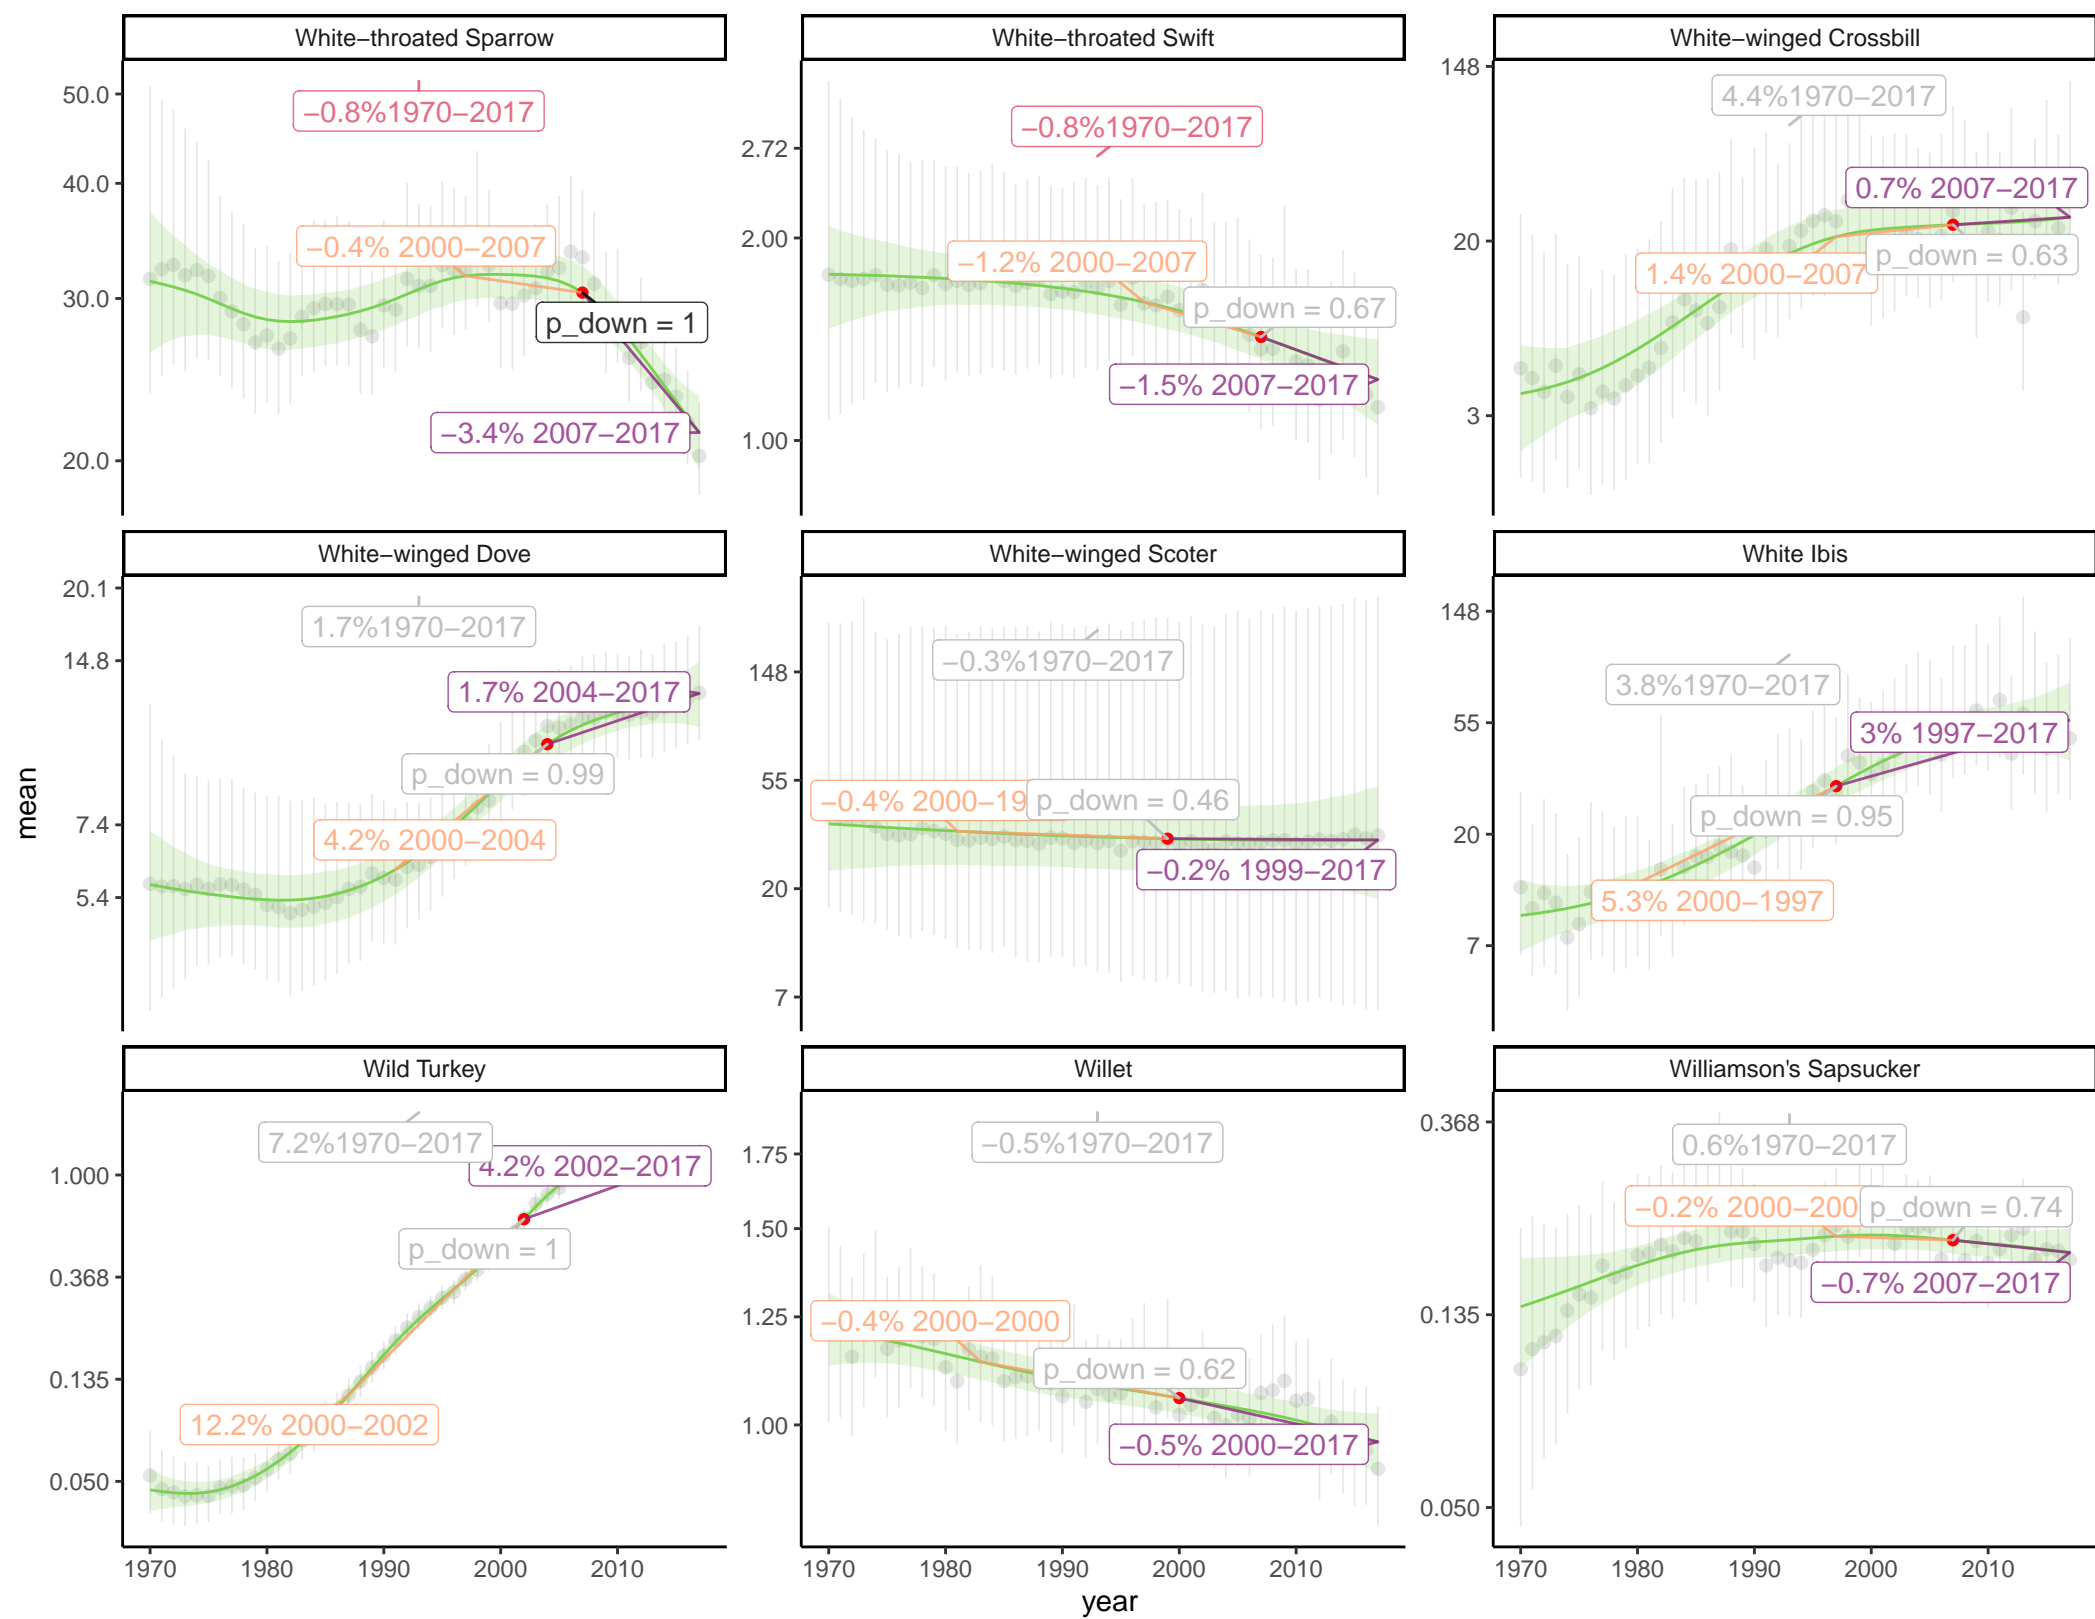 White−throated Sparrow
White−throated Swift
White−winged Crossbill
50.0
40.0
30.0
20.0
−0.8%1970−2017
−0.4% 2000−2007
p_down = 1
−3.4% 2007−2017
2.72
2.00
1.00
−0.8%1970−2017
−1.2% 2000−2007
p_down = 0.67
−1.5% 2007−2017
148
20
3
4.4%1970−2017
0.7% 2007−2017
1.4% 2000−2007
p_down = 0.63
White−winged Dove
White−winged Scoter
White Ibis
20.1
14.8
7.4
5.4
1.7%1970−2017
1.7% 2004−2017
p_down = 0.99
4.2% 2000−2004
148
55
20
7
−0.3%1970−2017
−0.4% 2000−19
p_down = 0.46
−0.2% 1999−2017
148
55
20
7
3.8%1970−2017
3% 1997−2017
p_down = 0.95
5.3% 2000−1997
mean
Wild Turkey
Willet
Williamson's Sapsucker
1.000
0.368
0.135
0.050
7.2%1970−2017
4.2% 2002−2017
p_down = 1
12.2% 2000−2002
1.75
1.50
1.25
1.00
−0.5%1970−2017
−0.4% 2000−2000
p_down = 0.62
−0.5% 2000−2017
0.368
0.135
0.050
0.6%1970−2017
−0.2% 2000−200
p_down = 0.74
−0.7% 2007−2017
1970 1980 1990 2000 2010
1970 1980 1990 2000 2010
1970 1980 1990 2000 2010
year